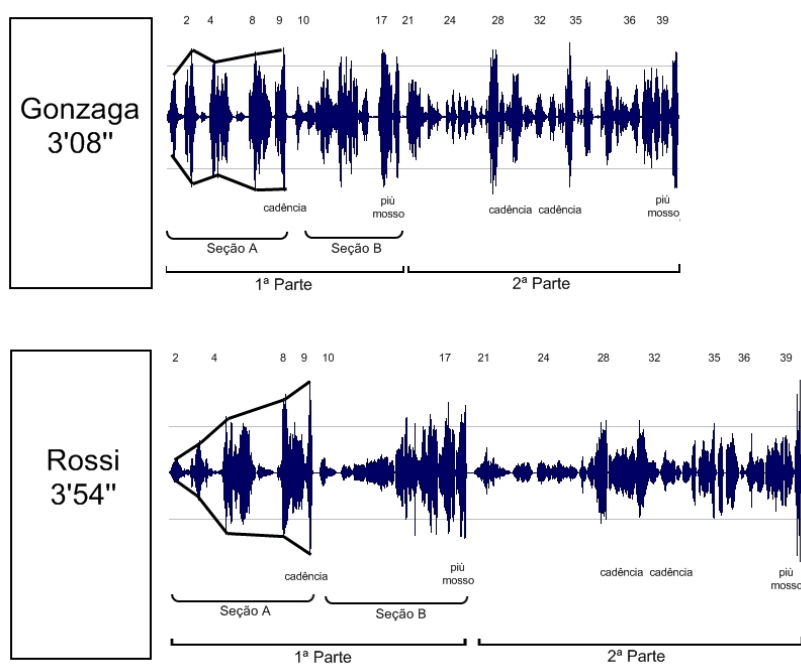 2 4 8 9 10 17 21 24 28 32 35 36 39
Gonzaga
3'08"
cadência
più
mosso
cadência cadência
più
mosso
Seção A
Seção B
1ª Parte
2ª Parte
2 4 8 9 10 17 21 24 28 32 35 36 39
Rossi
3'54"
cadência
più
mosso
cadência cadência
più
mosso
Seção A
Seção B
1ª Parte
2ª Parte